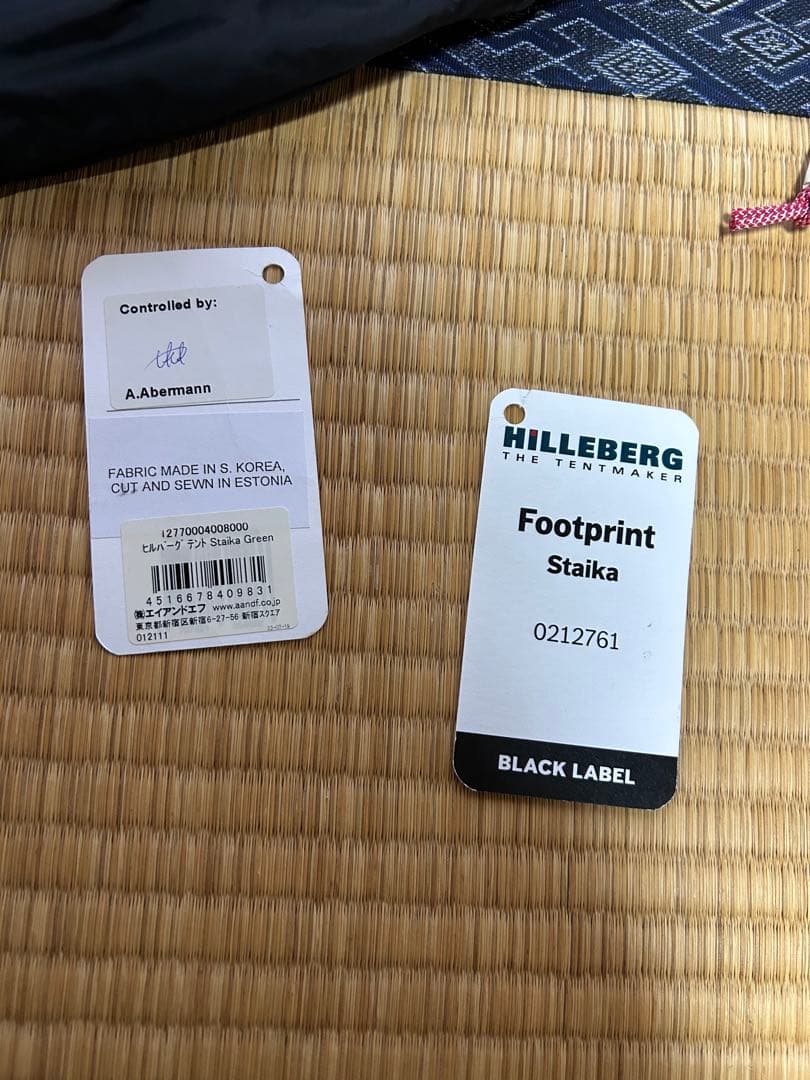 Controlled by:
A.Abermann
FABRIC MADE IN S. KOREA,
CUT AND SEWN IN ESTONIA
12770004008000
ヒルバーグ テント Staika Green
4516678409831
㈱エイアンドエフ www.aandf.co.jp
東京都新宿区新宿6-27-56 新宿スクエア
012111
HILLEBERG
THE TENTMAKER
Footprint
Staika
0212761
BLACK LABEL